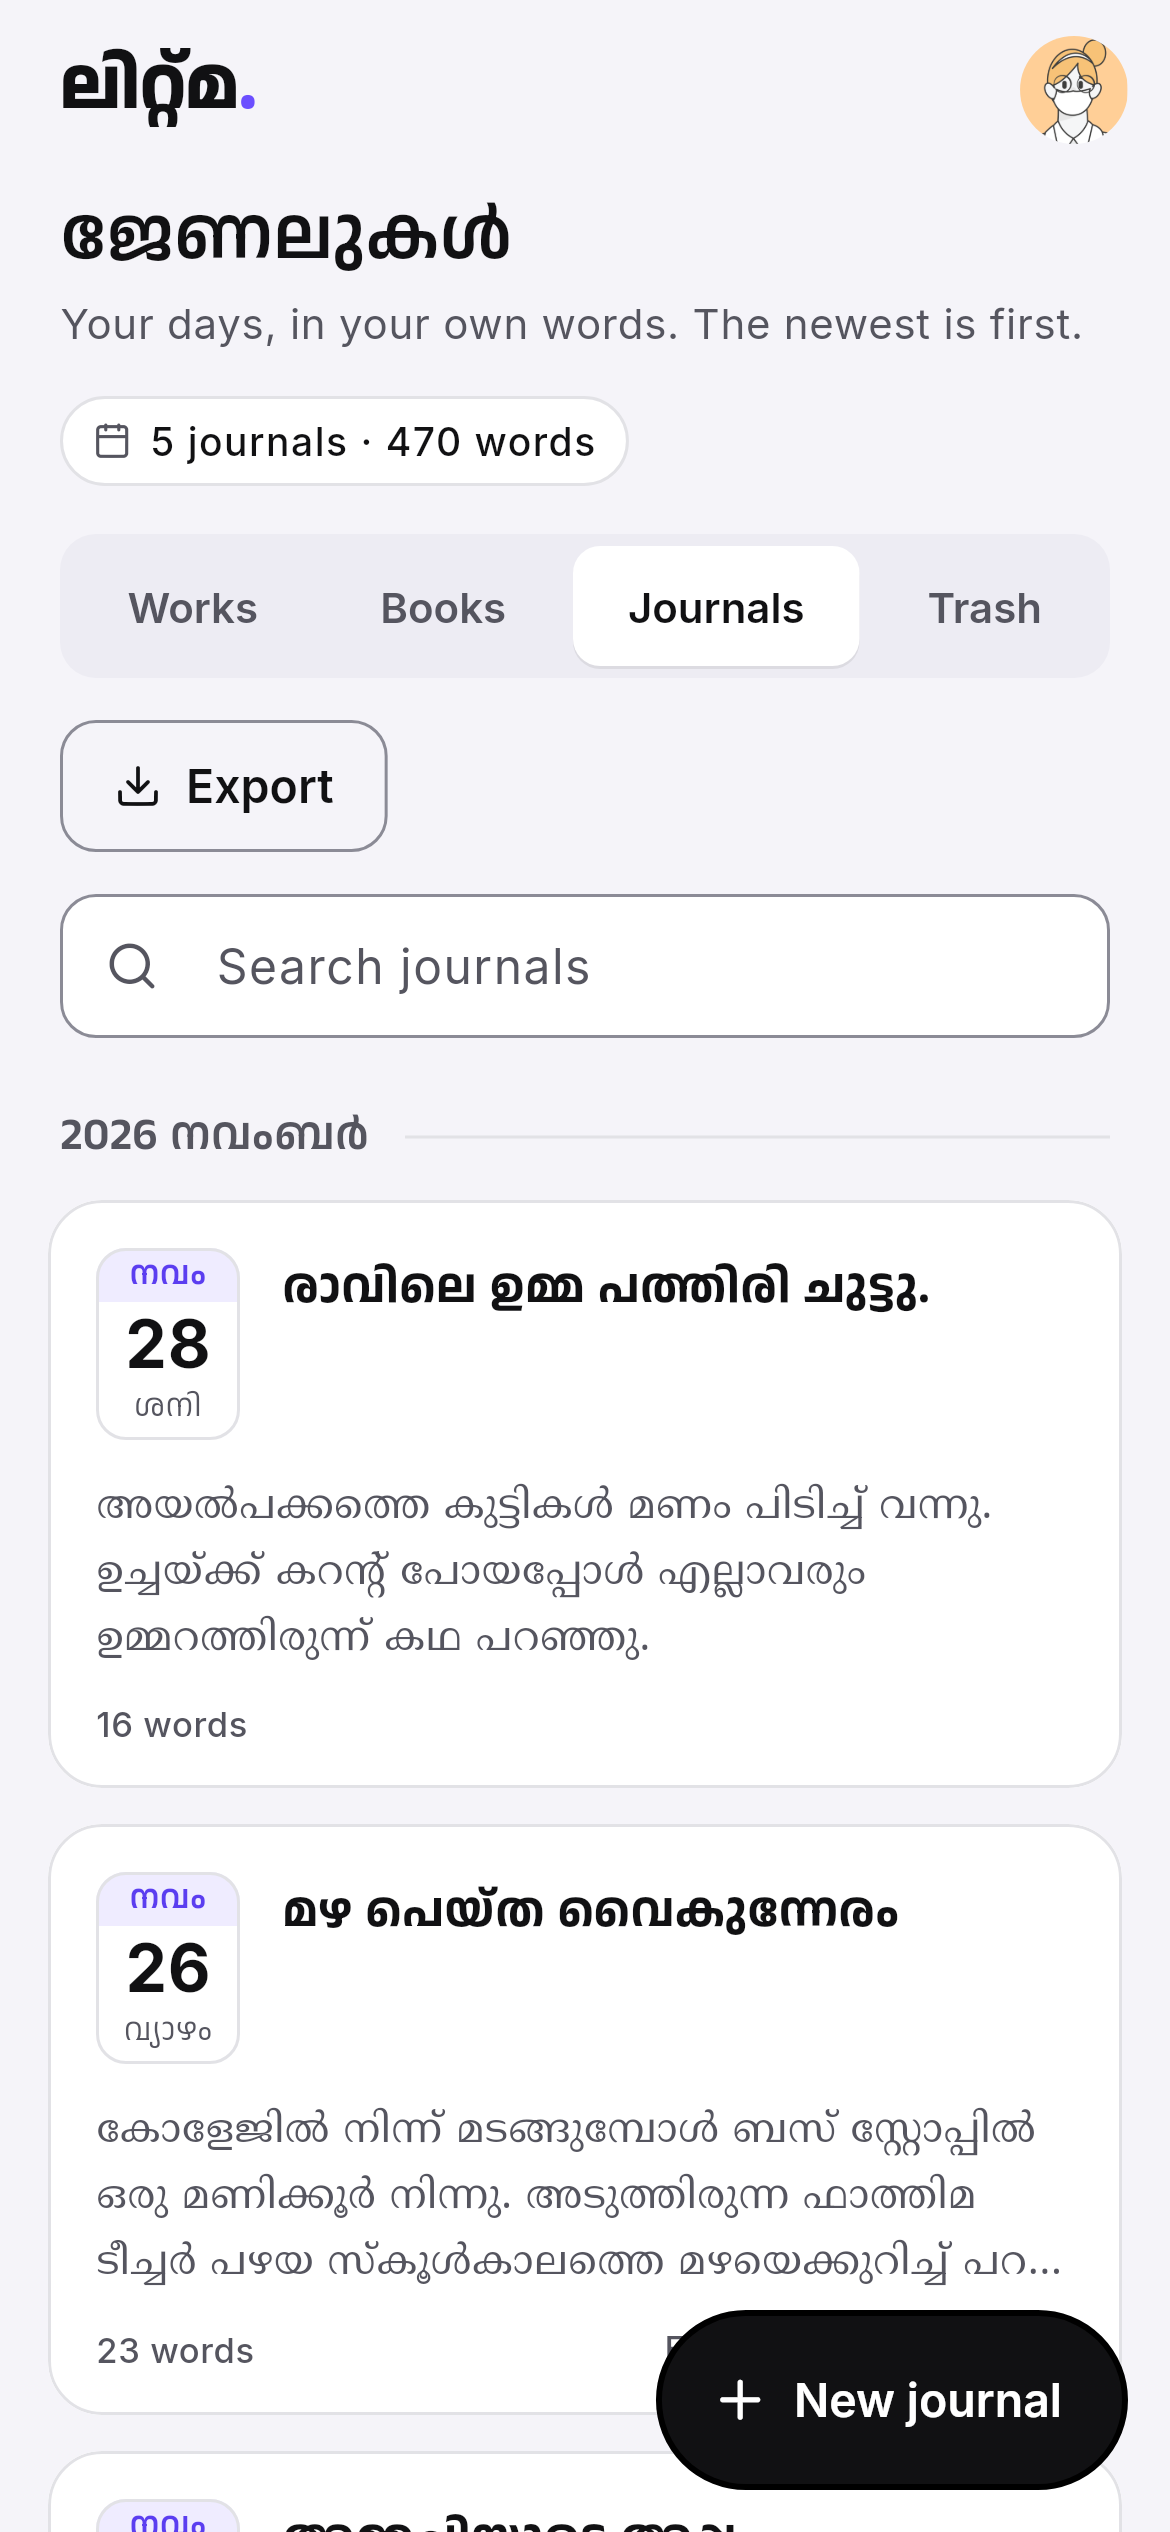 ലിറ്റ്മ.
ജേണലുകൾ
Your days, in your own words. The newest is first.
5 journals · 470 words
Works Books Journals Trash
Export
Search journals
2026 നവംബർ
നവം
28
ശനി
രാവിലെ ഉമ്മ പത്തിരി ചുട്ടു.
അയൽപക്കത്തെ കുട്ടികൾ മണം പിടിച്ച് വന്നു.
ഉച്ചയ്ക്ക് കറന്റ് പോയപ്പോൾ എല്ലാവരും
ഉമ്മറത്തിരുന്ന് കഥ പറഞ്ഞു.
16 words
നവം
26
വ്യാഴം
മഴ പെയ്ത വൈകുന്നേരം
കോളേജിൽ നിന്ന് മടങ്ങുമ്പോൾ ബസ് സ്റ്റോപ്പിൽ
ഒരു മണിക്കൂർ നിന്നു. അടുത്തിരുന്ന ഫാത്തിമ
ടീച്ചർ പഴയ സ്കൂൾകാലത്തെ മഴയെക്കുറിച്ച് പറ...
23 words
New journal
നവം